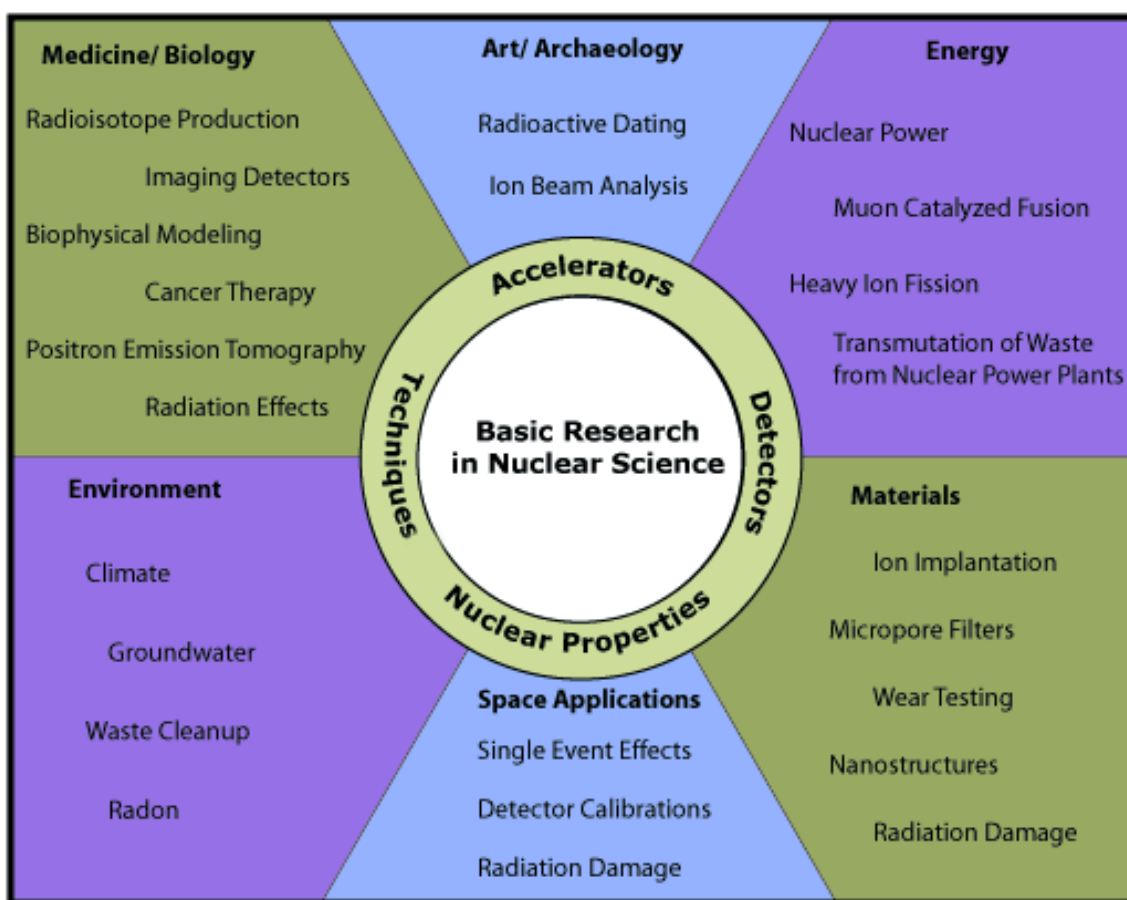 Medicine/ Biology
Radioisotope Production
Imaging Detectors
Biophysical Modeling
Cancer Therapy
Positron Emission Tomography
Radiation Effects
Art/ Archaeology
Radioactive Dating
Ion Beam Analysis
Energy
Nuclear Power
Muon Catalyzed Fusion
Heavy Ion Fission
Transmutation of Waste
from Nuclear Power Plants
Accelerators
Techniques
Detectors
Nuclear Properties
Basic Research
in Nuclear Science
Environment
Climate
Groundwater
Waste Cleanup
Radon
Space Applications
Single Event Effects
Detector Calibrations
Radiation Damage
Materials
Ion Implantation
Micropore Filters
Wear Testing
Nanostructures
Radiation Damage